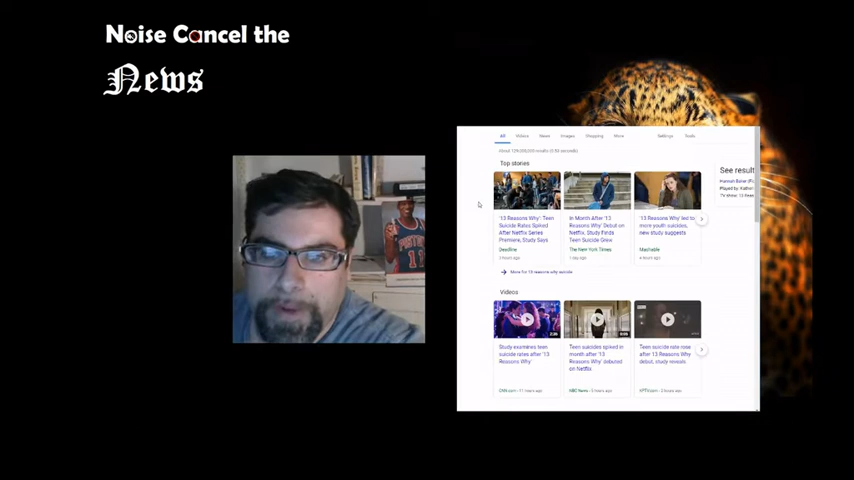 Noise Cancel the
News
All
Videos
News
Images
Shopping
More
Settings
Tools
Top stories
See result
'13 Reasons Why': Teen
Suicide Rates Spiked
After Netflix Series
Premiere, Study Says
Deadline
In Month After '13
Reasons Why' Debut on
Netflix, Study Finds
Teen Suicide Grew
The New York Times
1 day ago
'13 Reasons Why' led to
more youth suicides,
new study suggests
Mashable
More for 13 reasons why suicide
Videos
Study examines teen
suicide rates after '13
Reasons Why'
Teen suicides spiked in
month after '13
Reasons Why' debuted
on Netflix
Teen suicide rate rose
after '13 Reasons Why
debut, study reveals